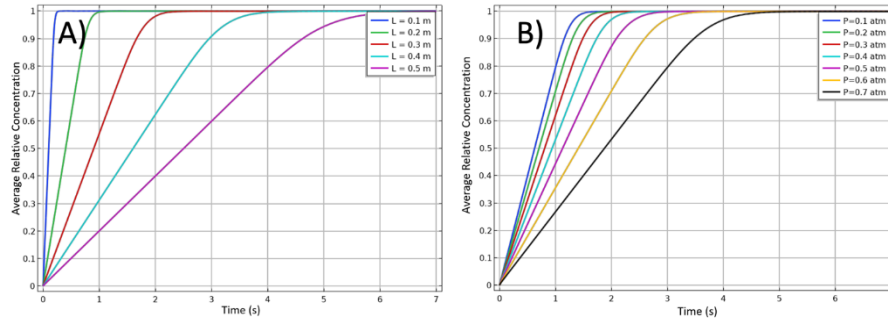 A)
Average Relative Concentration
1
0.9
0.8
0.7
0.6
0.5
0.4
0.3
0.2
0.1
0
0 1 2 3 4 5 6 7
Time (s)
L = 0.1 m
L = 0.2 m
L = 0.3 m
L = 0.4 m
L = 0.5 m
B)
Average Relative Concentration
1
0.9
0.8
0.7
0.6
0.5
0.4
0.3
0.2
0.1
0
0 1 2 3 4 5 6
Time (s)
P=0.1 atm
P=0.2 atm
P=0.3 atm
P=0.4 atm
P=0.5 atm
P=0.6 atm
P=0.7 atm